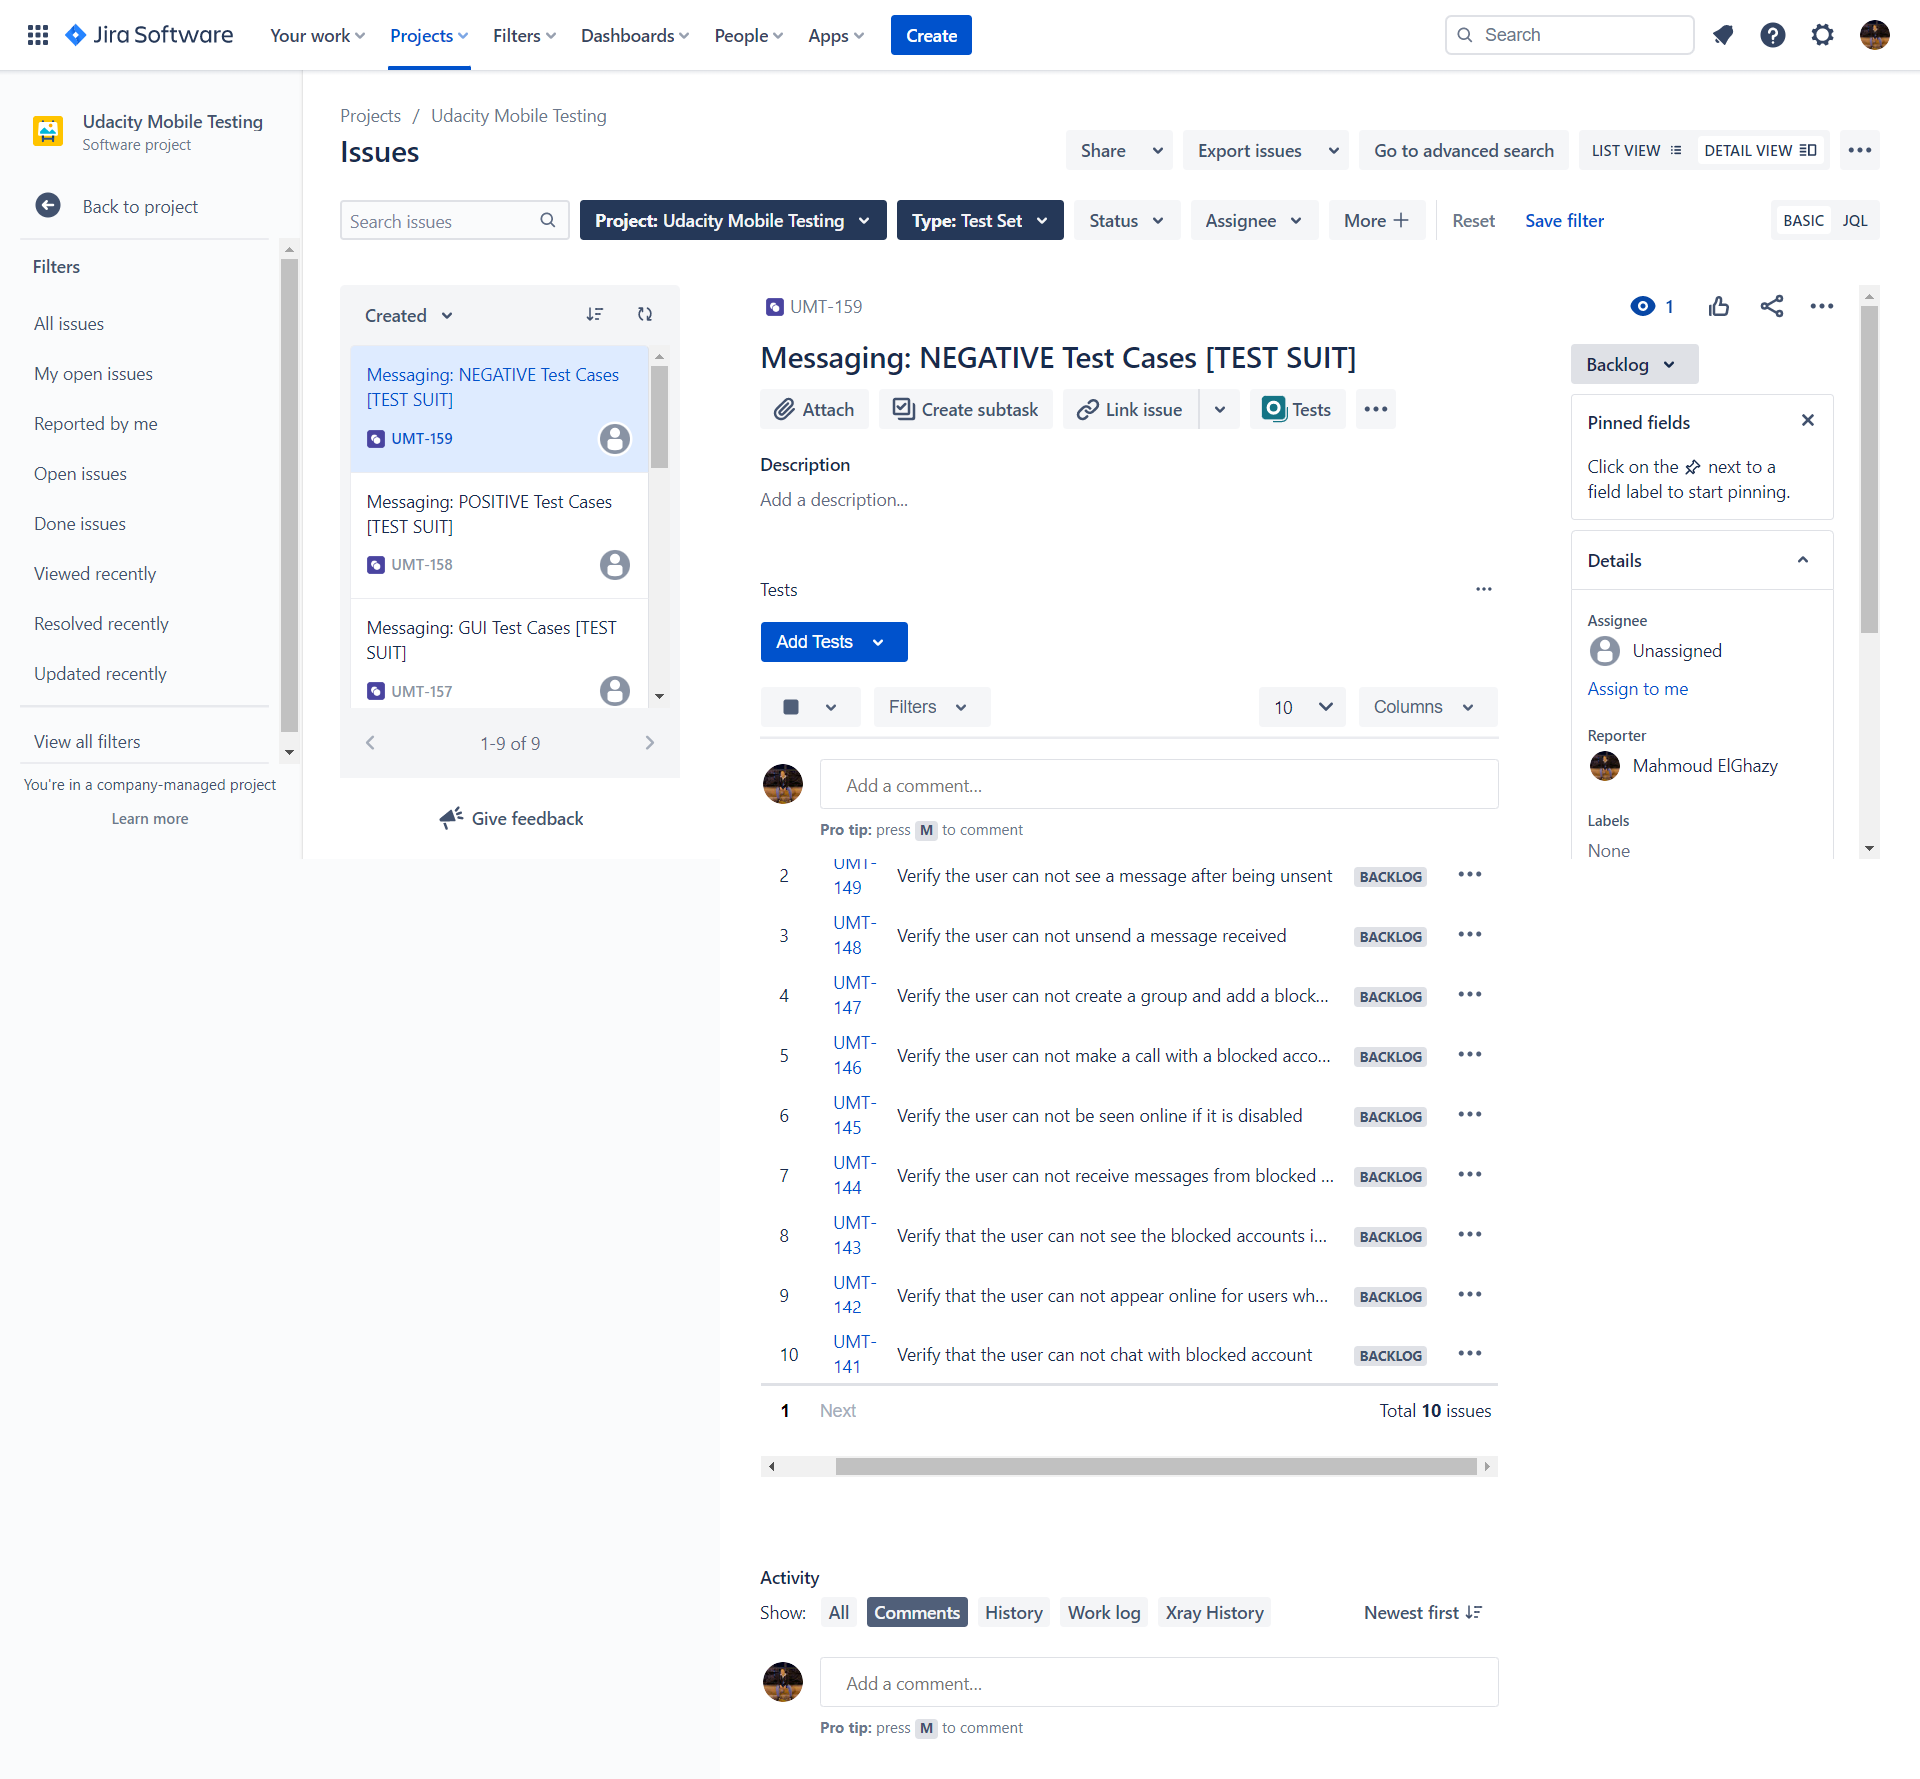 Jira Software
Your work Projects Filters Dashboards People Apps Create
Search
Udacity Mobile Testing
Software project
Back to project
Filters
All issues
My open issues
Reported by me
Open issues
Done issues
Viewed recently
Resolved recently
Updated recently
View all filters
You're in a company-managed project
Learn more
Projects / Udacity Mobile Testing
Issues
Share Export issues Go to advanced search LIST VIEW DETAIL VIEW
Search issues Project: Udacity Mobile Testing Type: Test Set Status Assignee More Reset Save filter BASIC JQL
Created
Messaging: NEGATIVE Test Cases
[TEST SUIT]
UMT-159
Messaging: POSITIVE Test Cases
[TEST SUIT]
UMT-158
Messaging: GUI Test Cases [TEST
SUIT]
UMT-157
1-9 of 9
Give feedback
UMT-159
1
Messaging: NEGATIVE Test Cases [TEST SUIT]
Attach Create subtask Link issue Tests
Description
Add a description...
Tests
Add Tests
Filters 10 Columns
Add a comment...
Pro tip: press M to comment
2 UMT-149 Verify the user can not see a message after being unsent BACKLOG
3 UMT-148 Verify the user can not unsend a message received BACKLOG
4 UMT-147 Verify the user can not create a group and add a block... BACKLOG
5 UMT-146 Verify the user can not make a call with a blocked acco... BACKLOG
6 UMT-145 Verify the user can not be seen online if it is disabled BACKLOG
7 UMT-144 Verify the user can not receive messages from blocked ... BACKLOG
8 UMT-143 Verify that the user can not see the blocked accounts i... BACKLOG
9 UMT-142 Verify that the user can not appear online for users wh... BACKLOG
10 UMT-141 Verify that the user can not chat with blocked account BACKLOG
1 Next Total 10 issues
Activity
Show: All Comments History Work log Xray History Newest first
Add a comment...
Pro tip: press M to comment
Backlog
Pinned fields
Click on the next to a
field label to start pinning.
Details
Assignee
Unassigned
Assign to me
Reporter
Mahmoud ElGhazy
Labels
None